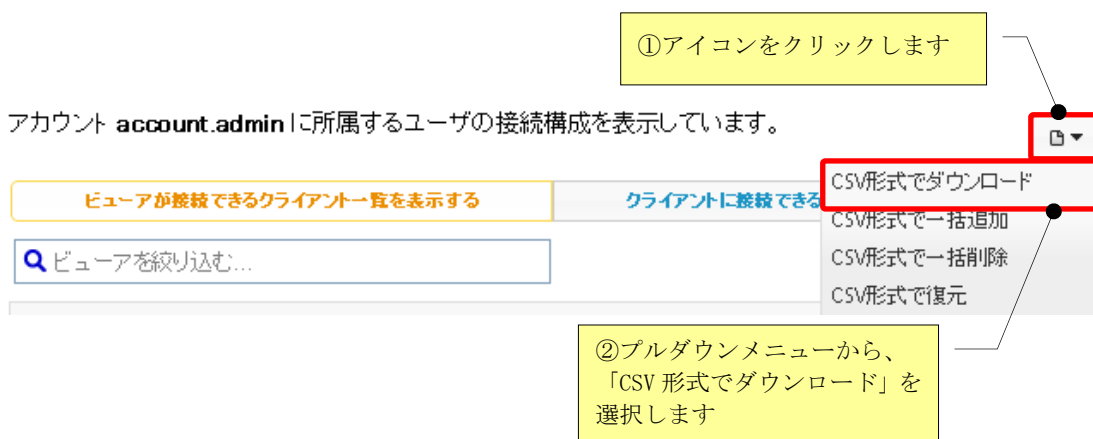 ①アイコンをクリックします
アカウント account.admin に所属するユーザの接続構成を表示しています。
ビューアが接続できるクライアント一覧を表示する
クライアントに接続できる
CSV形式でダウンロード
CSV形式で一括追加
ビューアを絞り込む...
CSV形式で一括削除
CSV形式で復元
②プルダウンメニューから、
「CSV 形式でダウンロード」を
選択します